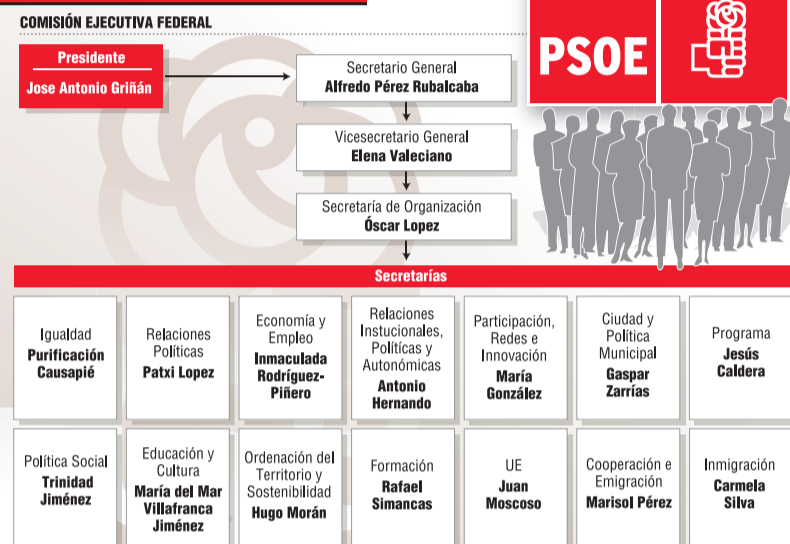 COMISIÓN EJECUTIVA FEDERAL
Presidente
Jose Antonio Griñán
Secretario General
Alfredo Pérez Rubalcaba
Vicesecretario General
Elena Valeciano
Secretaría de Organización
Óscar Lopez
PSOE
Secretarías
Igualdad
Purificación
Causapié
Relaciones
Políticas
Patxi Lopez
Economía y
Empleo
Inmaculada
Rodríguez-
Piñero
Relaciones
Instucionales,
Políticas y
Autonómicas
Antonio
Hernando
Participación,
Redes e
Innovación
María
González
Ciudad y
Política
Municipal
Gaspar
Zarrías
Programa
Jesús
Caldera
Política Social
Trinidad
Jiménez
Educación y
Cultura
María del Mar
Villafranca
Jiménez
Ordenación del
Territorio y
Sostenibilidad
Hugo Morán
Formación
Rafael
Simancas
UE
Juan
Moscoso
Cooperación e
Emigración
Marisol Pérez
Inmigración
Carmela
Silva